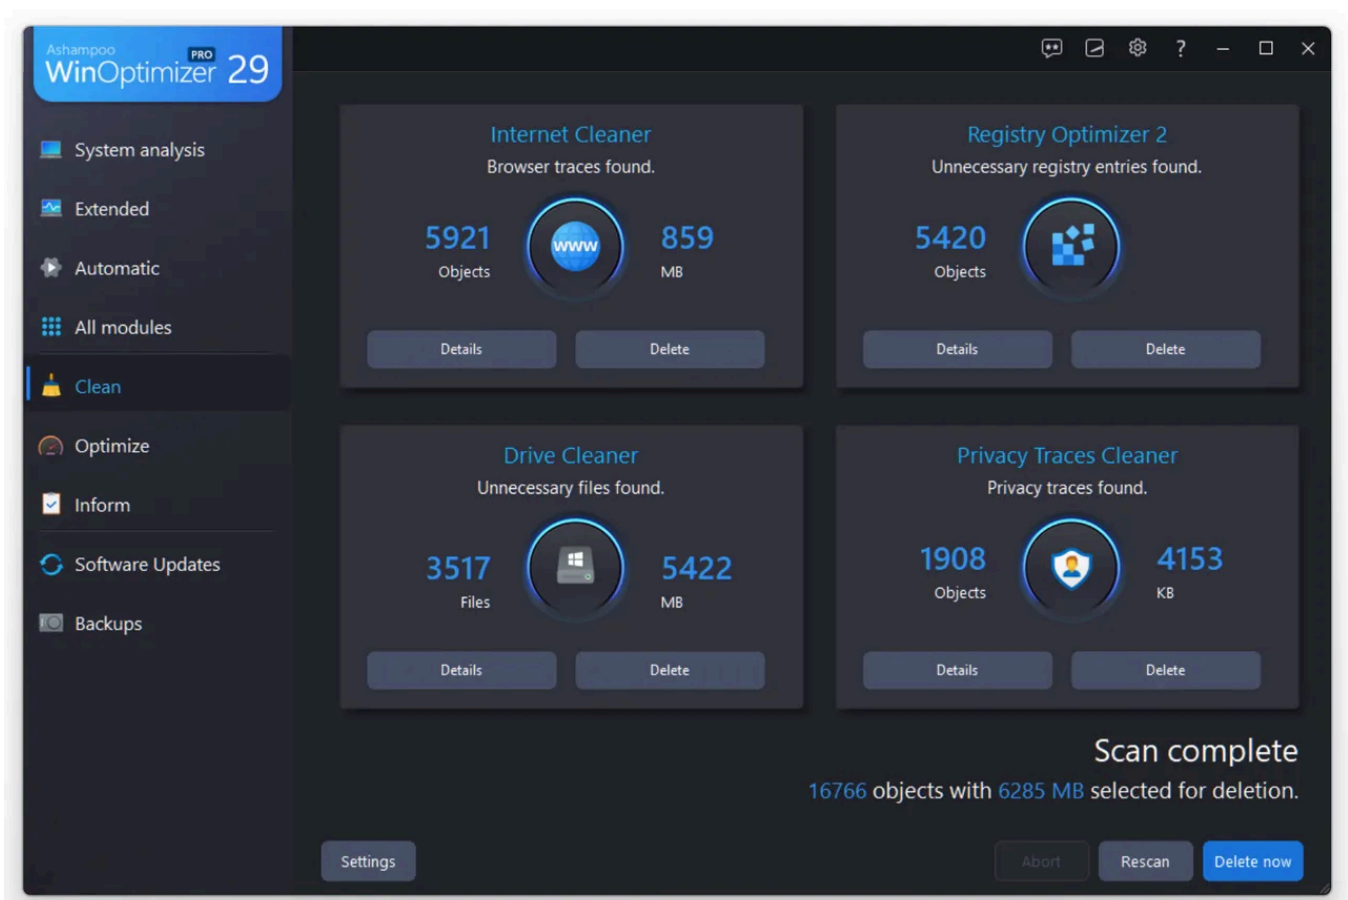 Ashampoo
WinOptimizer PRO 29
?
System analysis
Extended
Automatic
All modules
Clean
Optimize
Inform
Software Updates
Backups
Internet Cleaner
Browser traces found.
5921 www 859
Objects MB
Details Delete
Registry Optimizer 2
Unnecessary registry entries found.
5420
Objects
Details Delete
Drive Cleaner
Unnecessary files found.
3517 5422
Files MB
Details Delete
Privacy Traces Cleaner
Privacy traces found.
1908 4153
Objects KB
Details Delete
Scan complete
16766 objects with 6285 MB selected for deletion.
Settings Abort Rescan Delete now